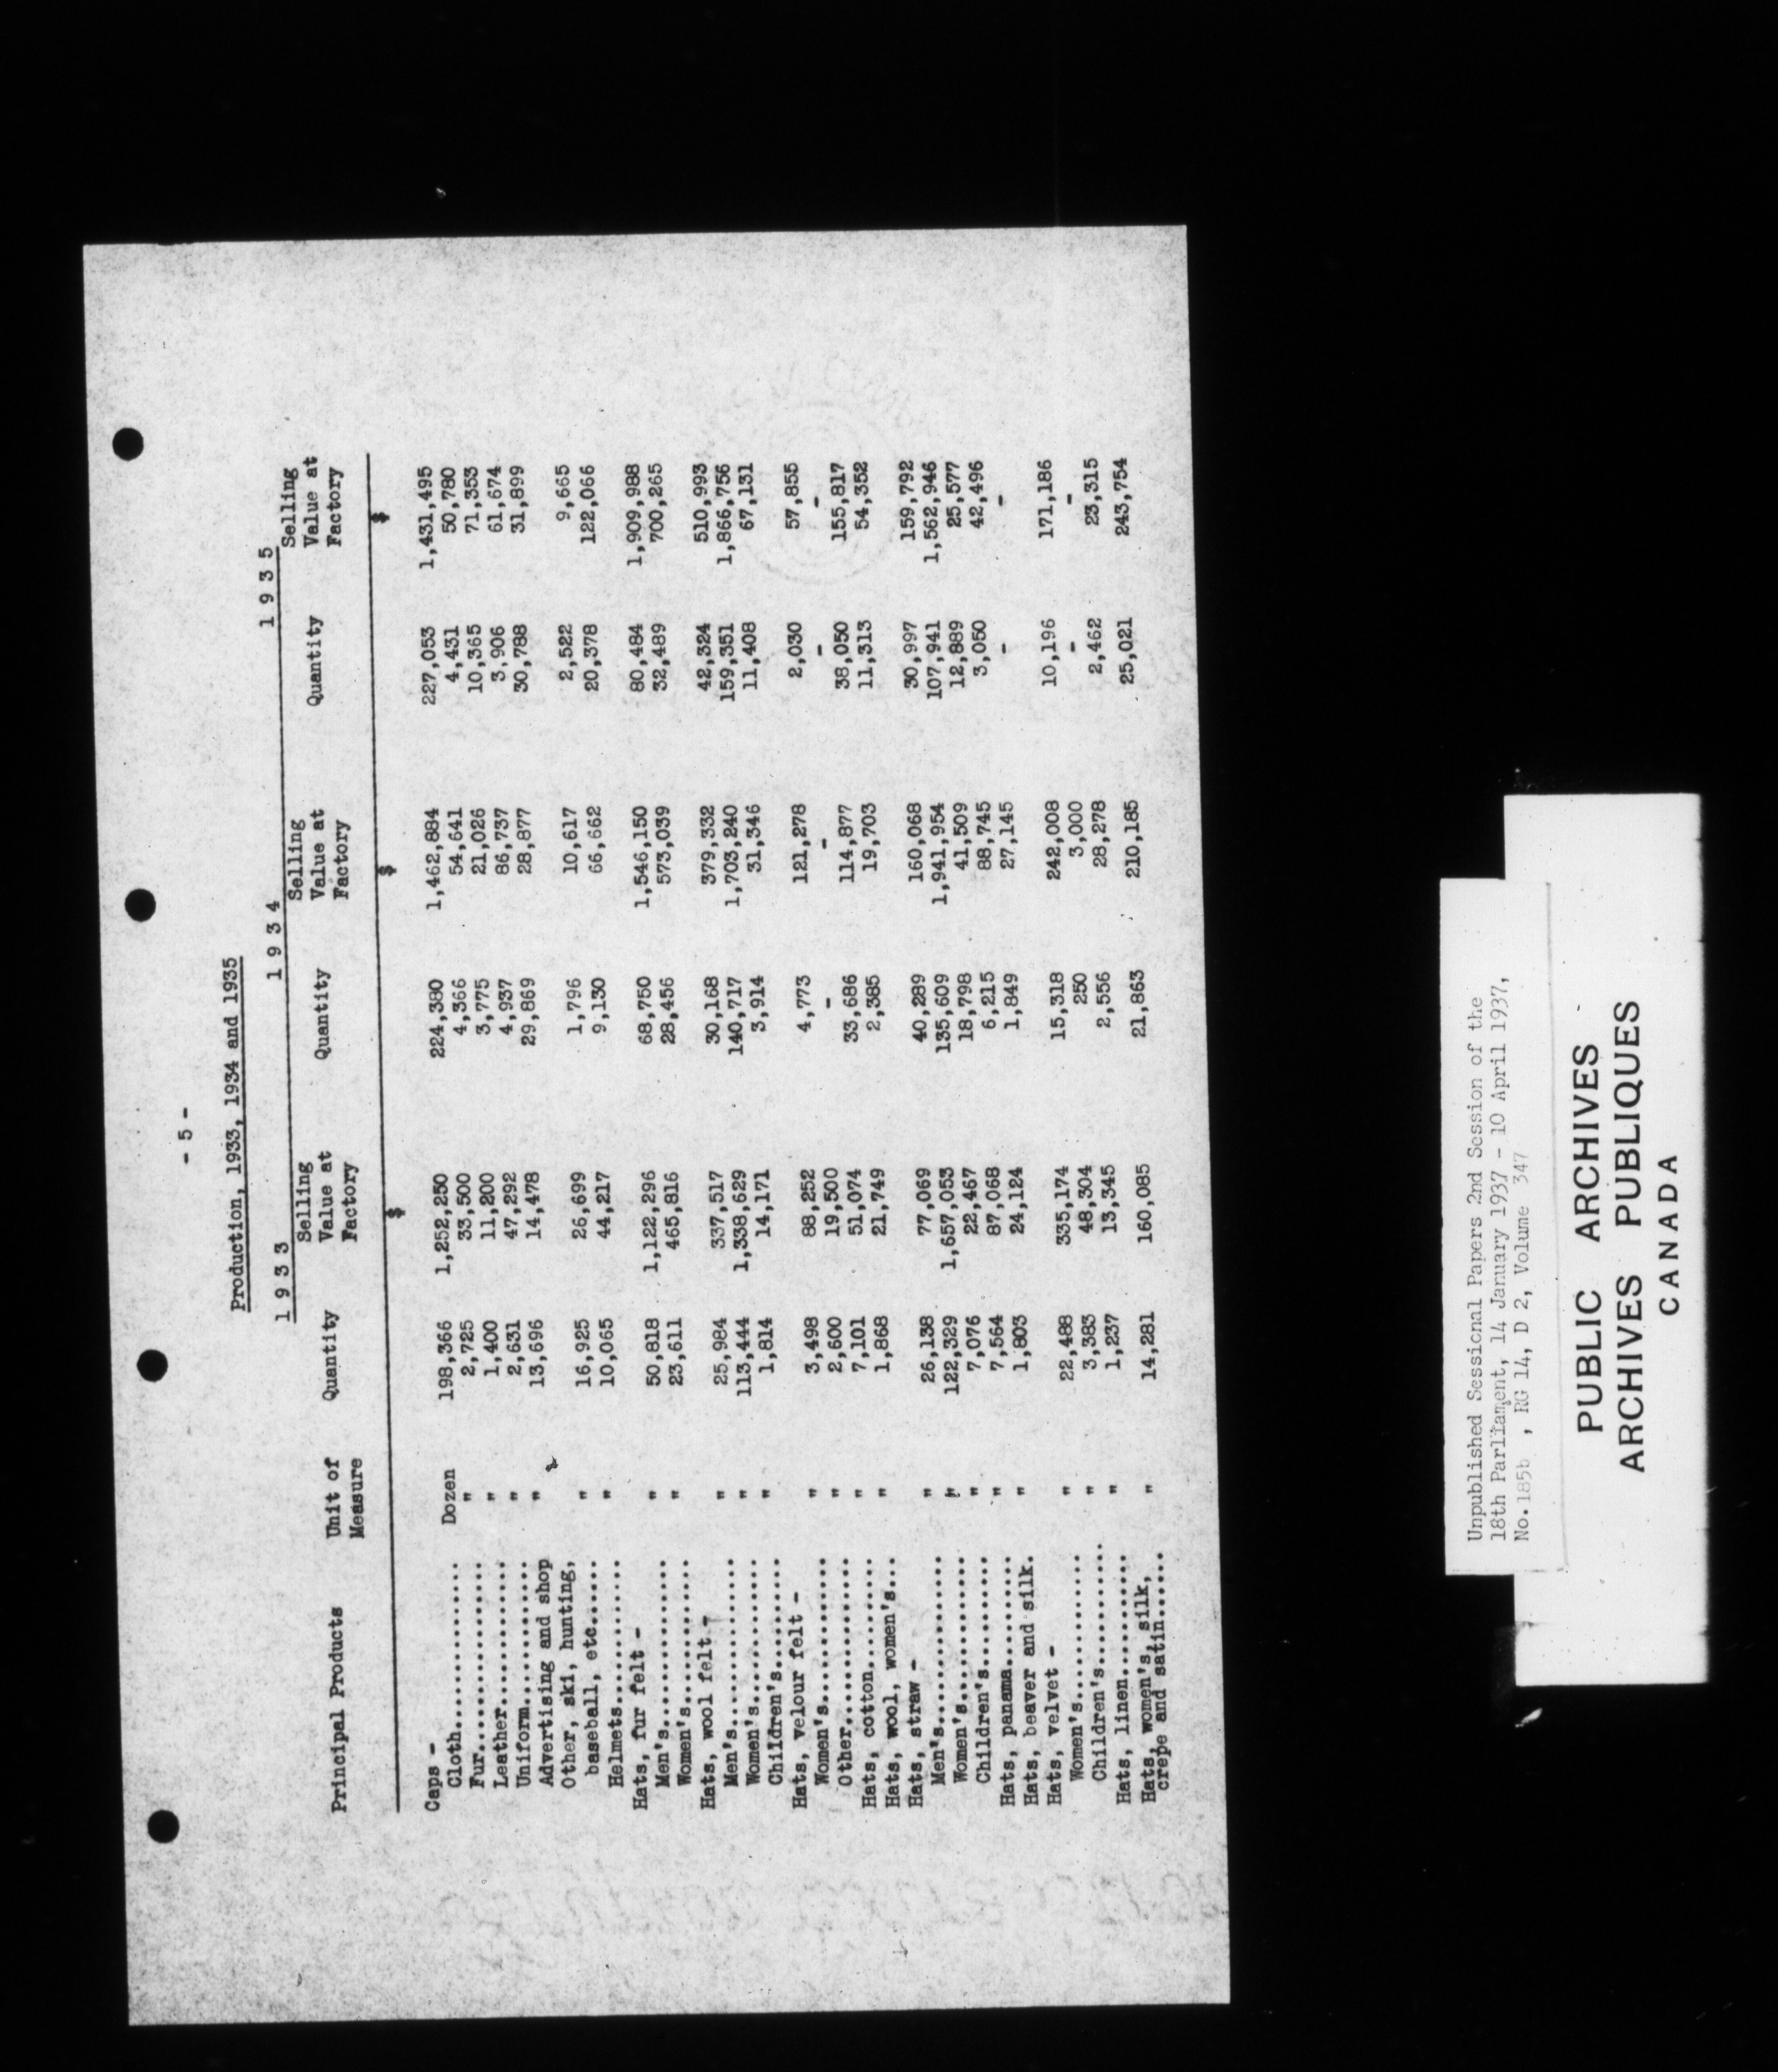 - 5 -
Production, 1933, 1934 and 1935
1 9 3 3 1 9 3 4 1 9 3 5
Principal Products Unit of Measure Quantity Selling Value at Factory Quantity Selling Value at Factory Quantity Selling Value at Factory
$ $ $
Caps -
Cloth.................... Dozen 198,366 1,252,250 224,380 1,462,884 227,053 1,431,495
Fur...................... " 2,725 33,500 4,366 54,641 4,431 50,780
Leather.................. " 1,400 11,200 3,775 21,026 10,365 71,353
Uniform.................. " 2,631 47,292 4,937 86,737 3,906 61,674
Advertising and shop " 13,696 14,478 29,869 28,877 30,788 31,899
Other, ski, hunting,
baseball, etc...... " 16,925 26,699 1,796 10,617 2,522 9,665
Helmets.................. " 10,065 44,217 9,130 66,662 20,378 122,066
Hats, fur felt -
Men's.................... " 50,818 1,122,296 68,750 1,546,150 80,484 1,909,988
Women's.................. " 23,611 465,816 28,456 573,039 32,489 700,265
Hats, wool felt -
Men's.................... " 25,984 337,517 30,168 379,332 42,324 510,993
Women's.................. " 113,444 1,338,629 140,717 1,703,240 159,351 1,866,756
Children's............... " 1,814 14,171 3,914 31,346 11,408 67,131
Hats, velour felt -
Women's.................. " 3,498 88,252 4,773 121,278 2,030 57,855
Other.................... " 2,600 19,500 - - - -
Hats, cotton............. " 7,101 51,074 33,686 114,877 38,050 155,817
Hats, wool, women's... " 1,868 21,749 2,385 19,703 11,313 54,352
Hats, straw -
Men's.................... " 26,138 77,069 40,289 160,068 30,997 159,792
Women's.................. " 122,329 1,657,053 135,609 1,941,954 107,941 1,562,946
Children's............... " 7,076 22,467 18,798 41,509 12,889 25,577
Hats, panama............. " 7,564 87,068 6,215 88,745 3,050 42,496
Hats, beaver and silk. " 1,803 24,124 1,849 27,145 - -
Hats, velvet -
Women's.................. " 22,488 335,174 15,318 242,008 10,196 171,186
Children's............... " 3,383 48,304 250 3,000 - -
Hats, linen.............. " 1,237 13,345 2,556 28,278 2,462 23,315
Hats, women's, silk,
crepe and satin...... " 14,281 160,085 21,863 210,185 25,021 243,754
Unpublished Sessional Papers 2nd Session of the
18th Parliament, 14 January 1937 - 10 April 1937,
No. 185b , RG 14, D 2, Volume 347
PUBLIC ARCHIVES
ARCHIVES PUBLIQUES
CANADA